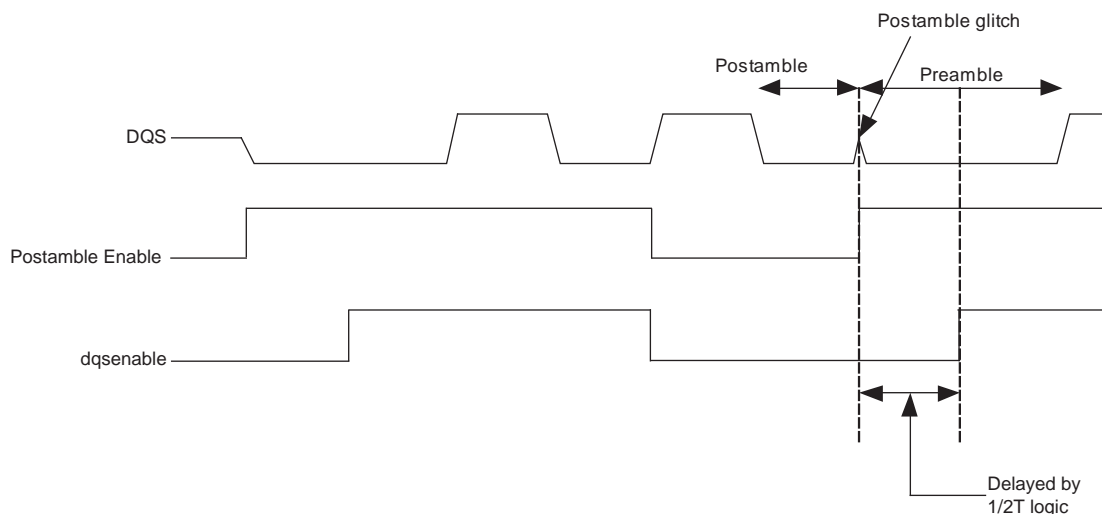 Postamble glitch
Postamble
Preamble
DQS
Postamble Enable
dqsenable
Delayed by
1/2T logic